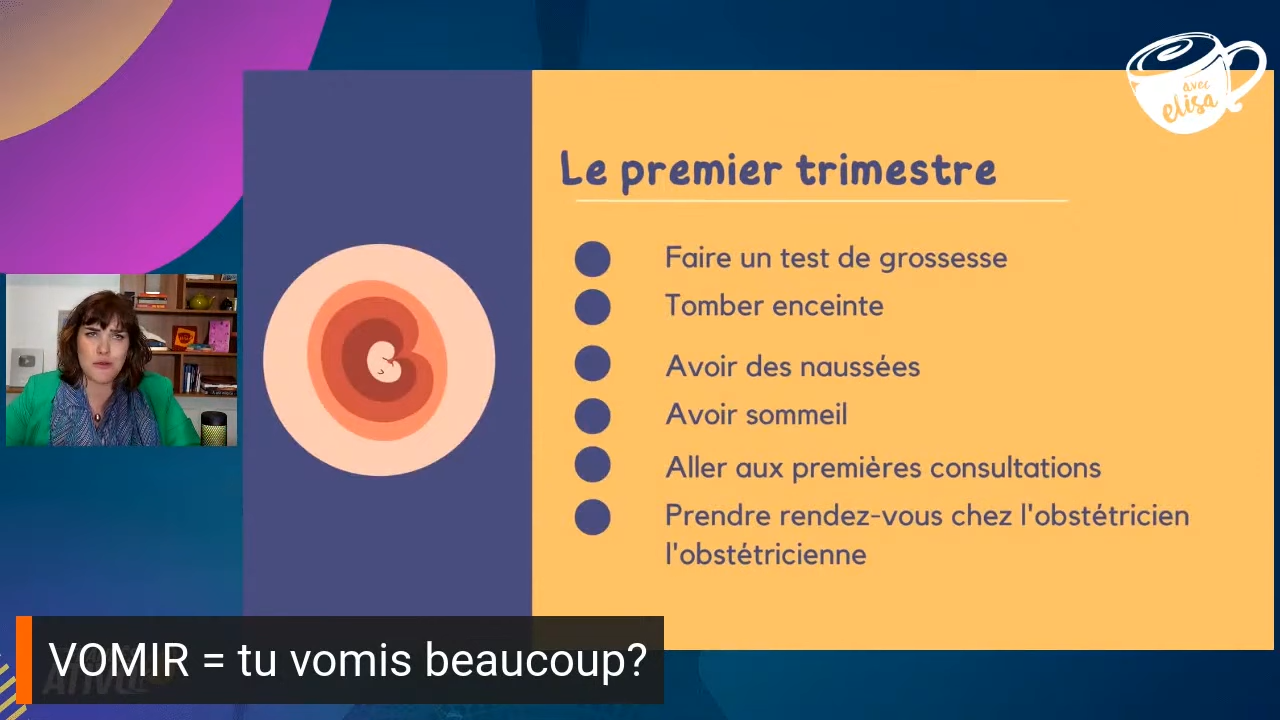 avec
elisa
Le premier trimestre
Faire un test de grossesse
Tomber enceinte
Avoir des naussées
Avoir sommeil
Aller aux premières consultations
Prendre rendez-vous chez l'obstétricien
l'obstétricienne
VOMIR = tu vomis beaucoup?